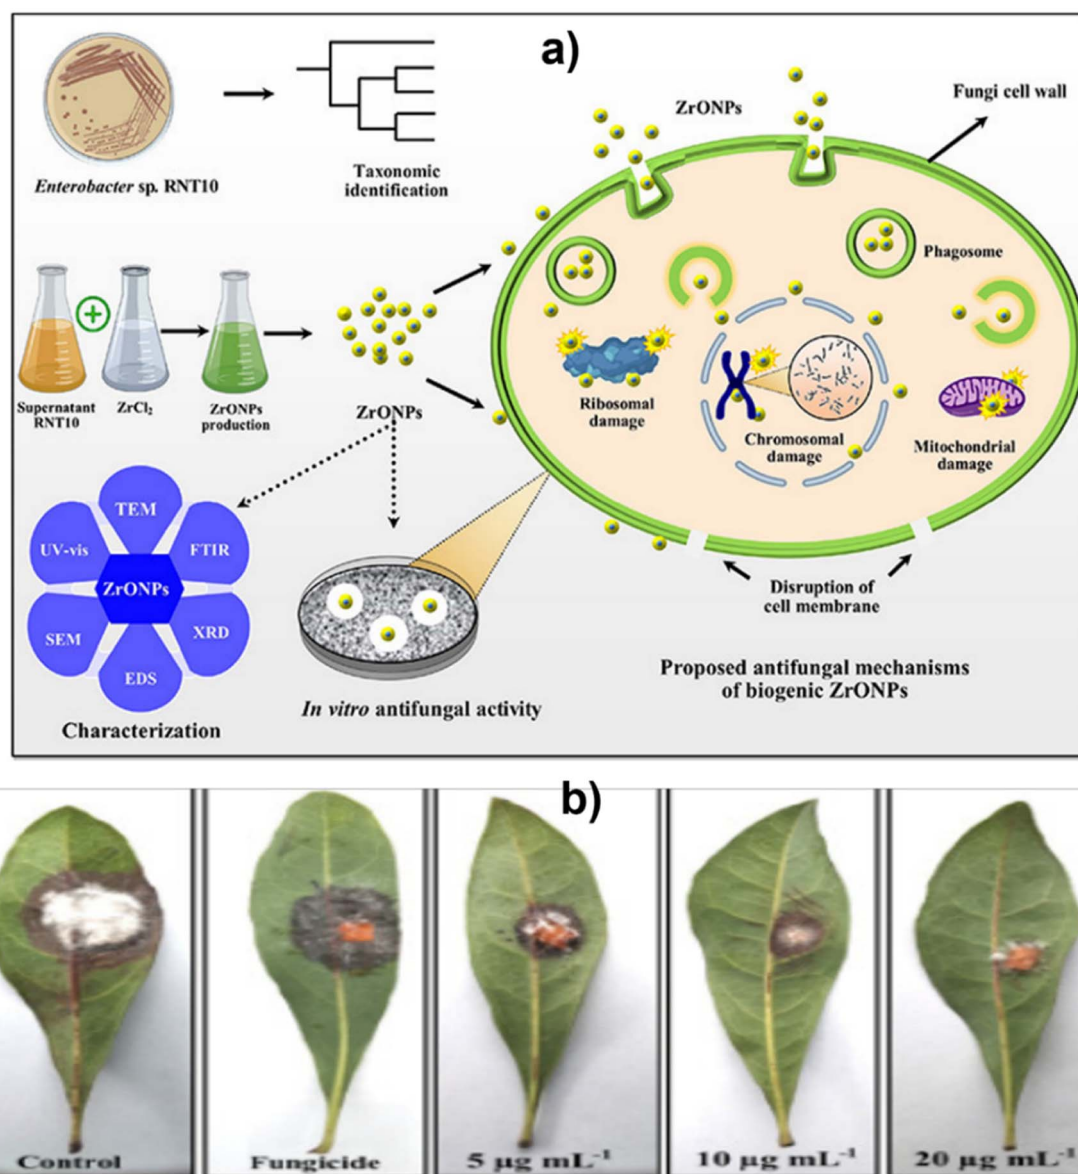 a)
Enterobacter sp. RNT10
Taxonomic
identification
ZrONPs
Fungi cell wall
Phagosome
Supernatant
RNT10
ZrCl₂
ZrONPs
production
ZrONPs
Ribosomal
damage
Chromosomal
damage
Mitochondrial
damage
Disruption of
cell membrane
TEM
UV-vis
FTIR
ZrONPs
SEM
XRD
EDS
Characterization
In vitro antifungal activity
Proposed antifungal mechanisms
of biogenic ZrONPs
b)
Control
Fungicide
5 µg mL⁻¹
10 µg mL⁻¹
20 µg mL⁻¹